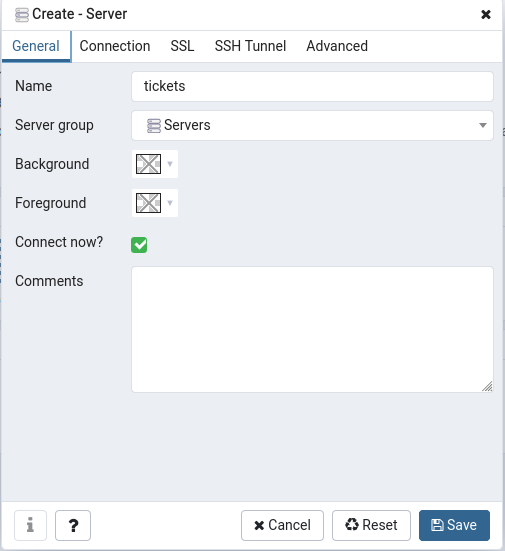 Create - Server
General Connection SSL SSH Tunnel Advanced
Name tickets
Server group Servers
Background
Foreground
Connect now?
Comments
i ? Cancel Reset Save